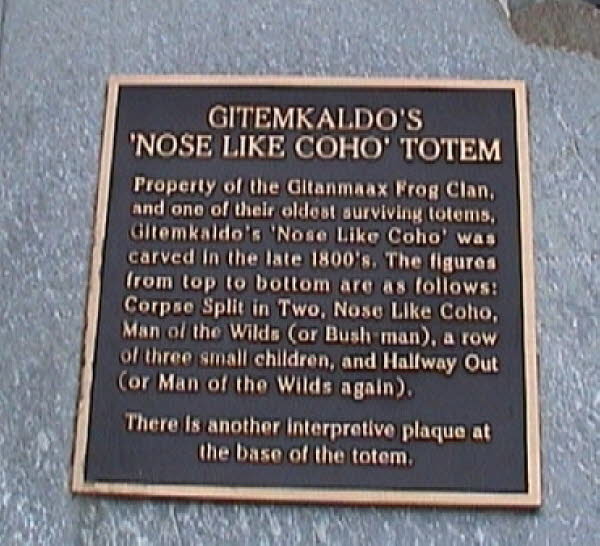 GITEMKALDO'S
'NOSE LIKE COHO' TOTEM
Property of the Gitanmaax Frog Clan,
and one of their oldest surviving totems,
Gitemkaldo's 'Nose Like Coho' was
carved in the late 1800's. The figures
from top to bottom are as follows:
Corpse Split in Two, Nose Like Coho,
Man of the Wilds (or Bush-man), a row
of three small children, and Halfway Out
(or Man of the Wilds again).
There is another interpretive plaque at
the base of the totem.